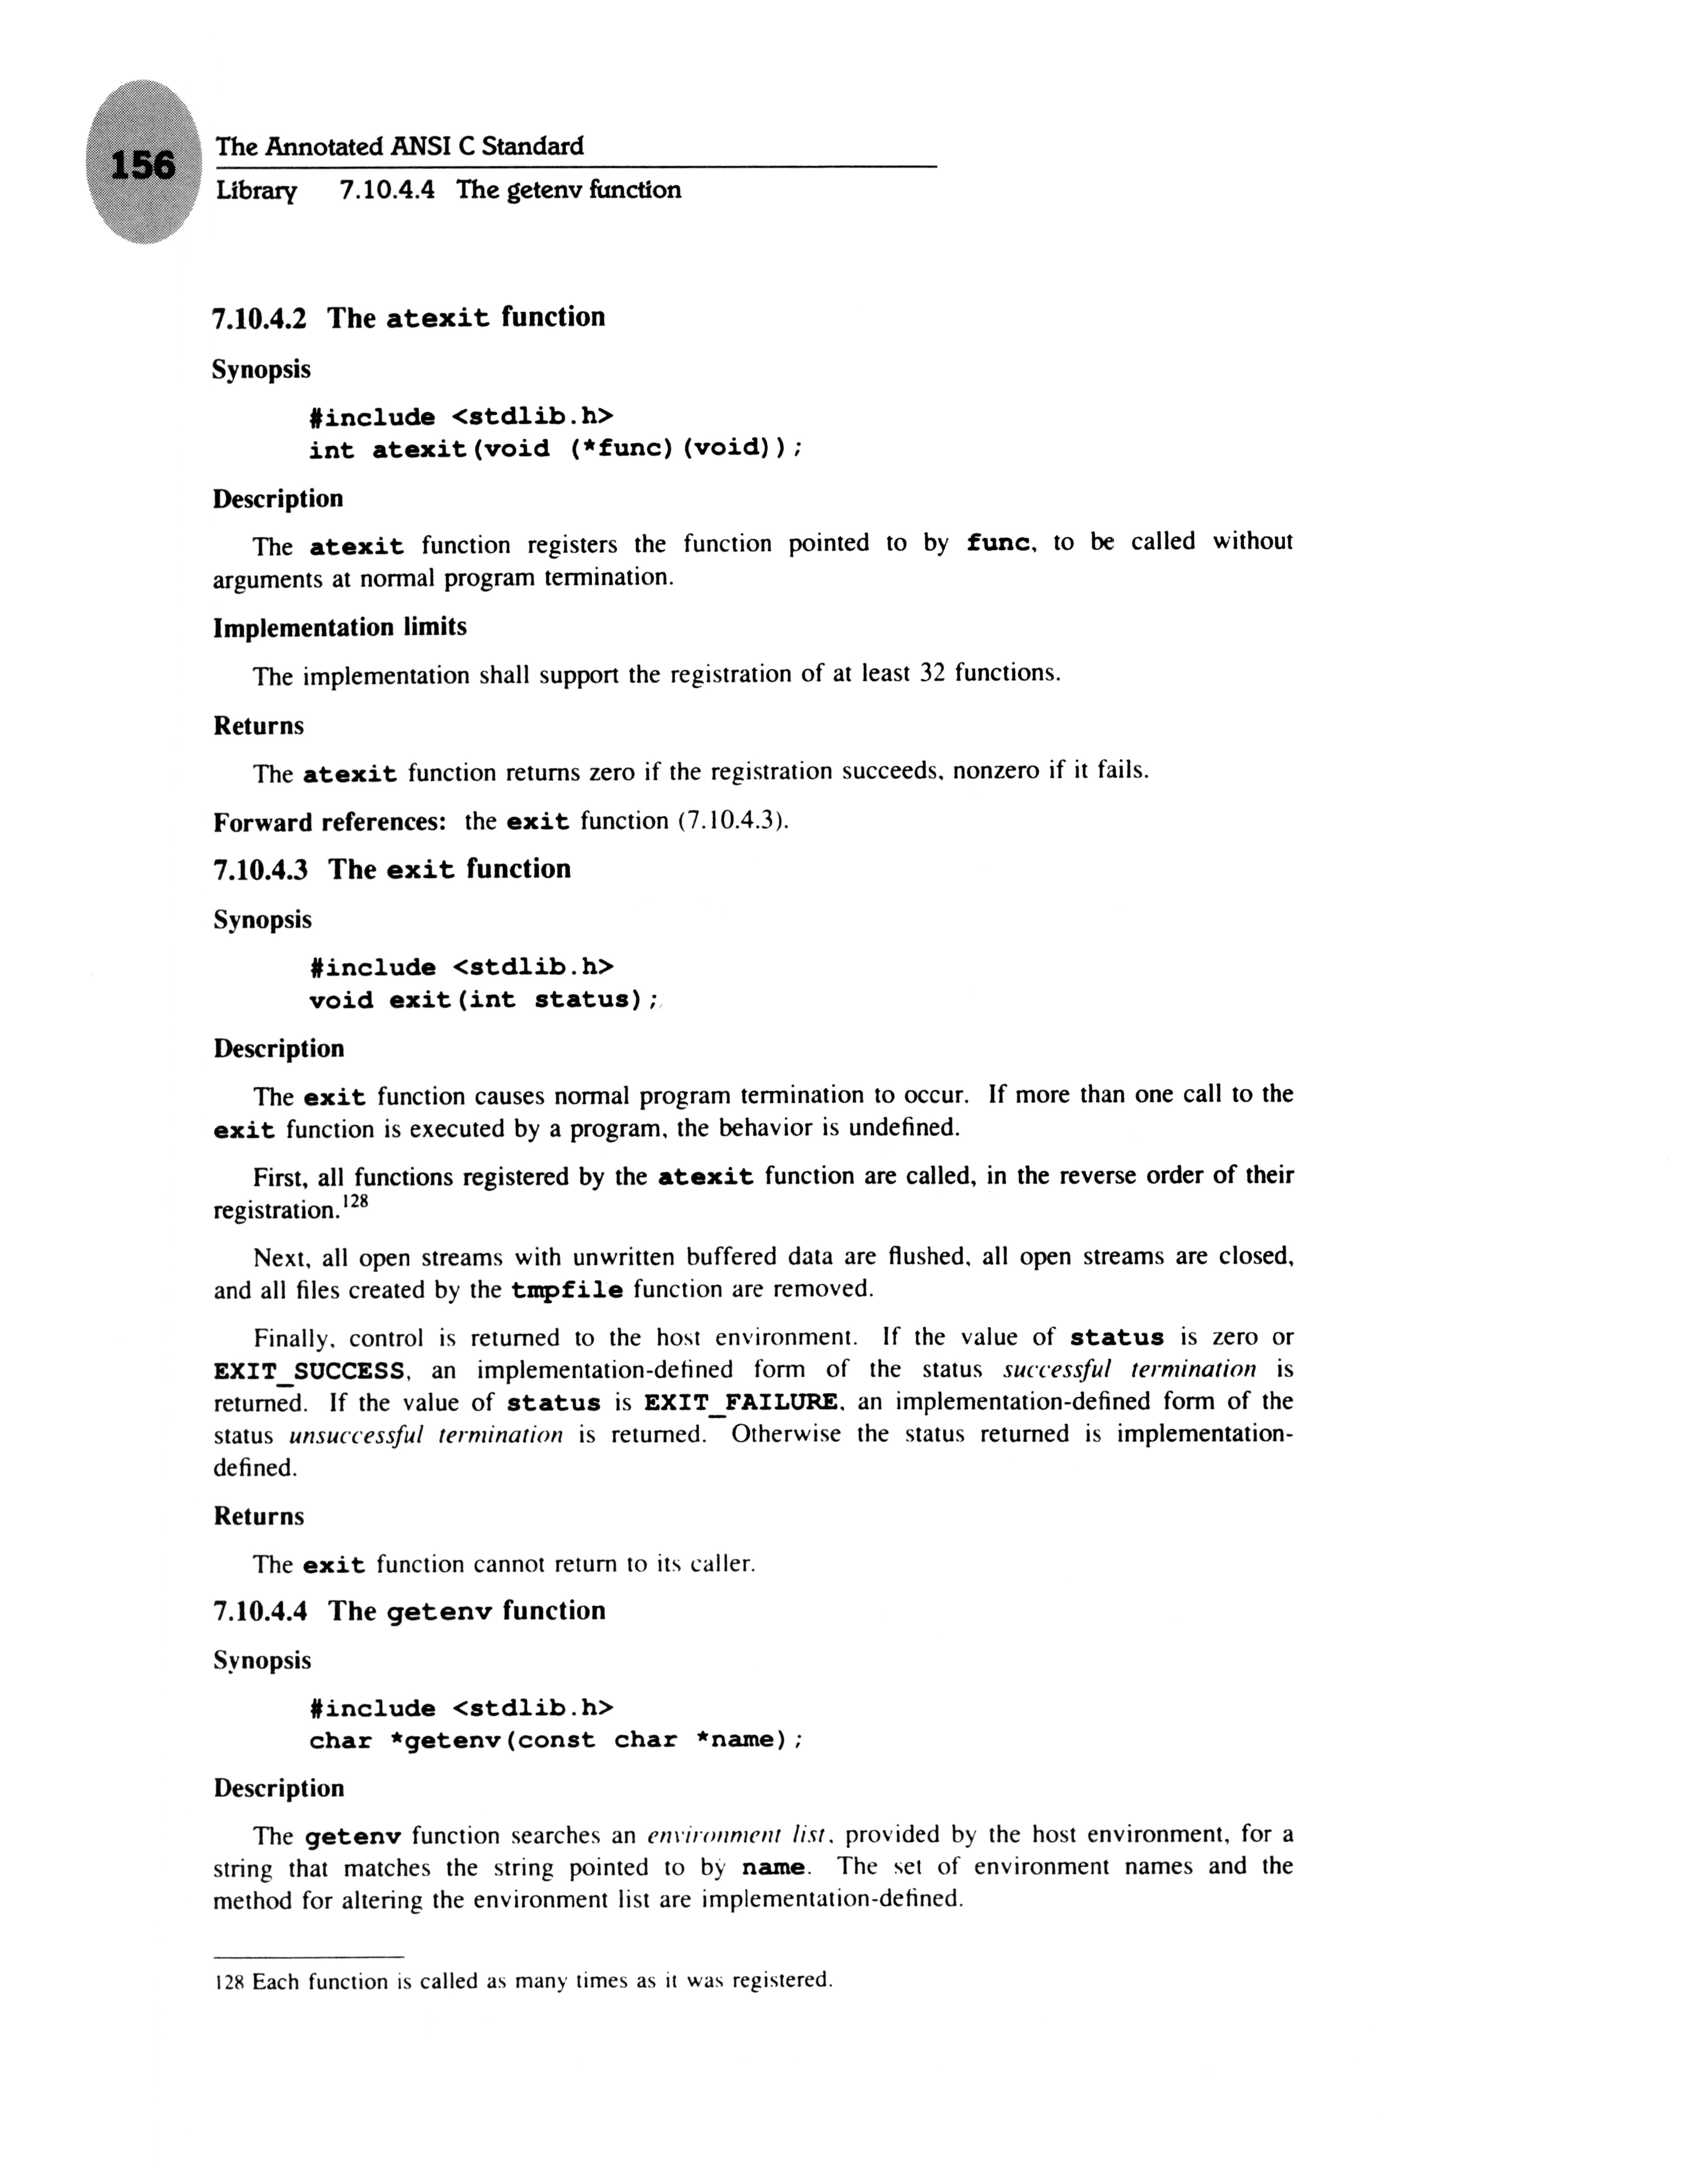 156
The Annotated ANSI C Standard
Library 7.10.4.4 The getenv function
7.10.4.2 The atexit function
Synopsis
#include <stdlib.h>
int atexit(void (*func)(void));
Description
The atexit function registers the function pointed to by func, to be called without
arguments at normal program termination.
Implementation limits
The implementation shall support the registration of at least 32 functions.
Returns
The atexit function returns zero if the registration succeeds, nonzero if it fails.
Forward references: the exit function (7.10.4.3).
7.10.4.3 The exit function
Synopsis
#include <stdlib.h>
void exit(int status);
Description
The exit function causes normal program termination to occur. If more than one call to the
exit function is executed by a program, the behavior is undefined.
First, all functions registered by the atexit function are called, in the reverse order of their
registration.128
Next, all open streams with unwritten buffered data are flushed, all open streams are closed,
and all files created by the tmpfile function are removed.
Finally, control is returned to the host environment. If the value of status is zero or
EXIT_SUCCESS, an implementation-defined form of the status successful termination is
returned. If the value of status is EXIT_FAILURE, an implementation-defined form of the
status unsuccessful termination is returned. Otherwise the status returned is implementation-
defined.
Returns
The exit function cannot return to its caller.
7.10.4.4 The getenv function
Synopsis
#include <stdlib.h>
char *getenv(const char *name);
Description
The getenv function searches an environment list, provided by the host environment, for a
string that matches the string pointed to by name. The set of environment names and the
method for altering the environment list are implementation-defined.
128 Each function is called as many times as it was registered.